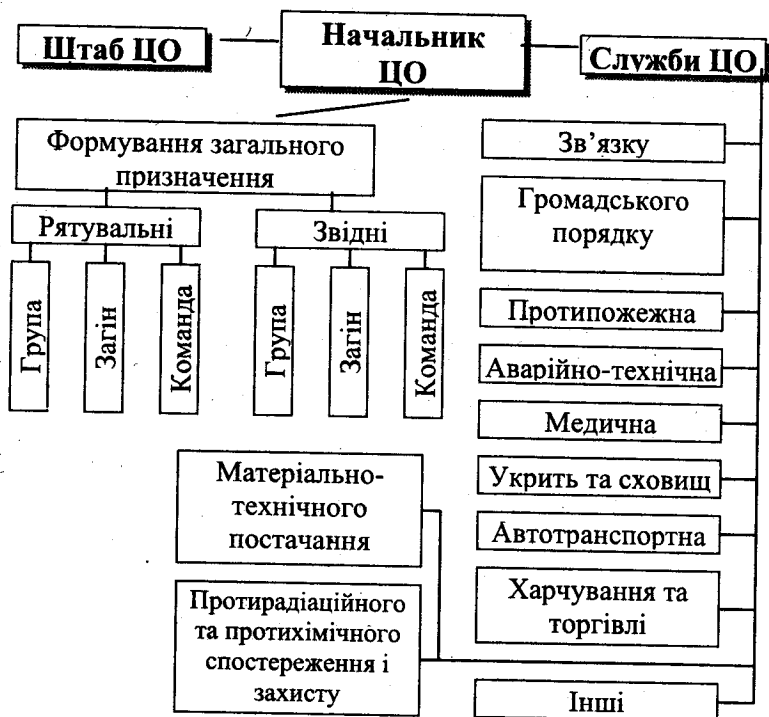 Штаб ЦО
Начальник
ЦО
Служби ЦО
Формування загального
призначення
Рятувальні
Звідні
Група
Загін
Команда
Група
Загін
Команда
Зв’язку
Громадського
порядку
Протипожежна
Аварійно-технічна
Медична
Укрить та сховищ
Автотранспортна
Харчування та
торгівлі
Інші
Матеріально-
технічного
постачання
Протирадіаційного
та протихімічного
спостереження і
захисту